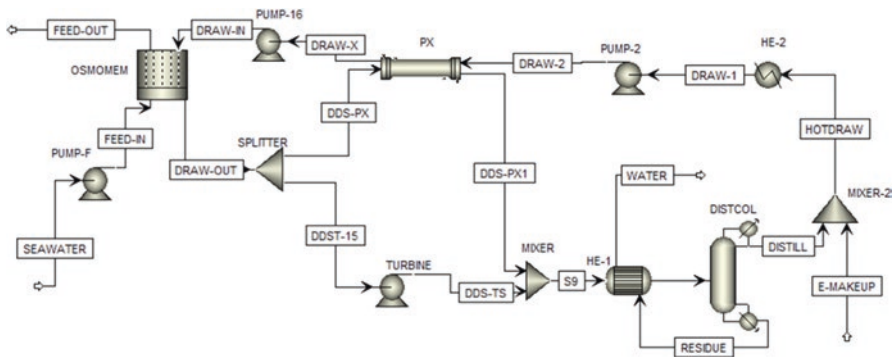 PUMP-16
FEED-OUT
DRAW-IN
DRAW-X
PX
PUMP-2
HE-2
OSMOMEM
DRAW-2
DRAW-1
DDS-PX
HOTDRAW
FEED-IN
SPLITTER
PUMP-F
DRAW-OUT
DDS-PX1
WATER
MIXER-2
DISTCOL
DDST-15
MIXER
DISTILL
SEAWATER
TURBINE
HE-1
S9
DDS-TS
E-MAKEUP
RESIDUE